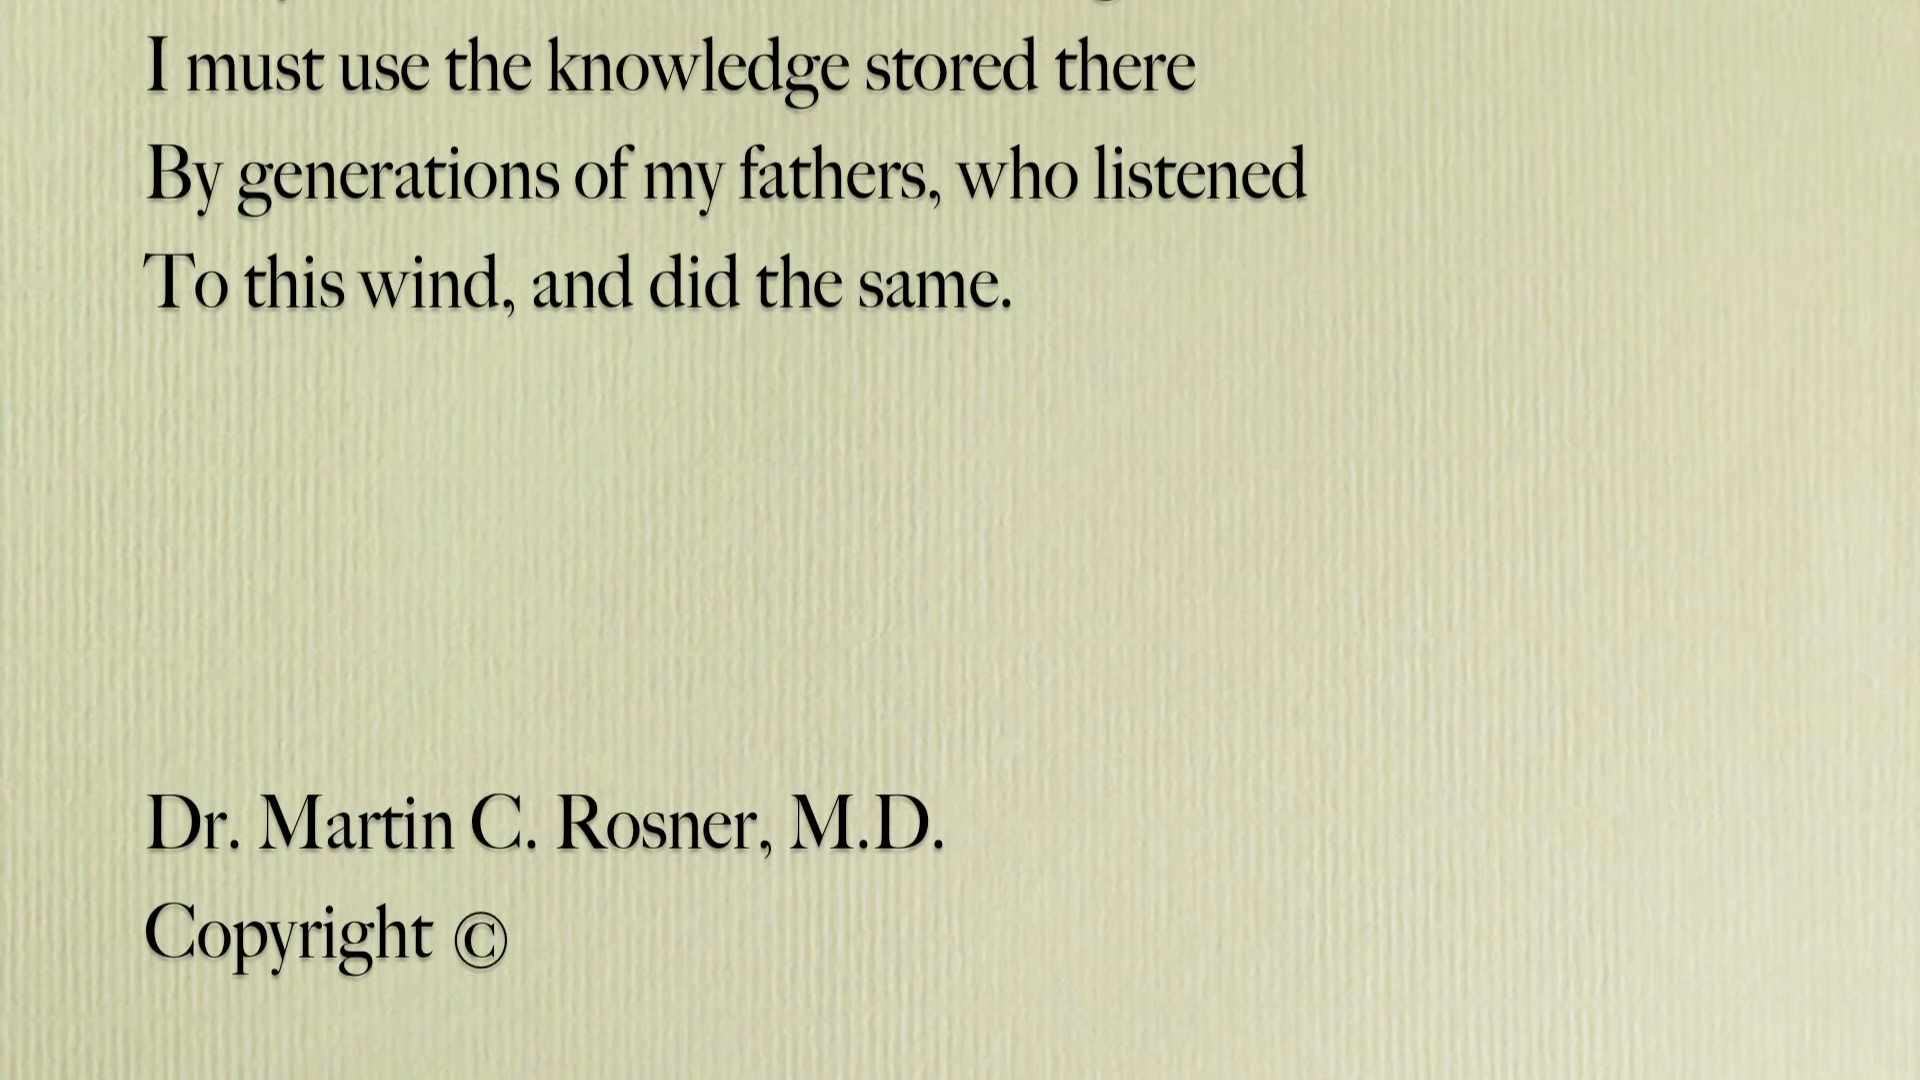 I must use the knowledge stored there
By generations of my fathers, who listened
To this wind, and did the same.
Dr. Martin C. Rosner, M.D.
Copyright ©